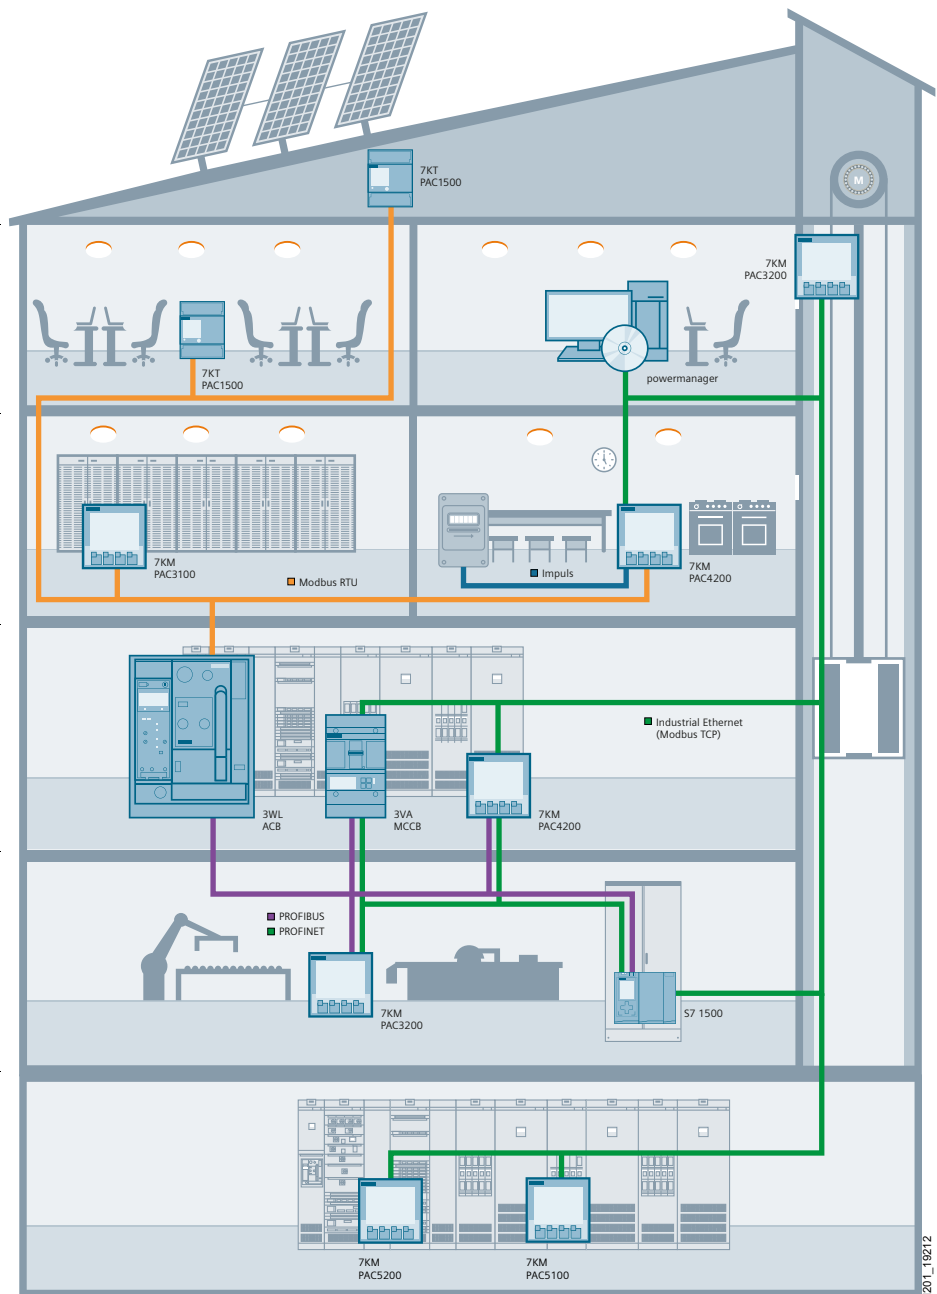 7KT
PAC1500
M
7KM
PAC3200
7KT
PAC1500
powermanager
7KM
PAC3100
Modbus RTU
Impuls
7KM
PAC4200
Industrial Ethernet
(Modbus TCP)
3WL
ACB
3VA
MCCB
7KM
PAC4200
PROFIBUS
PROFINET
7KM
PAC3200
S7 1500
7KM
PAC5200
7KM
PAC5100
201_19212